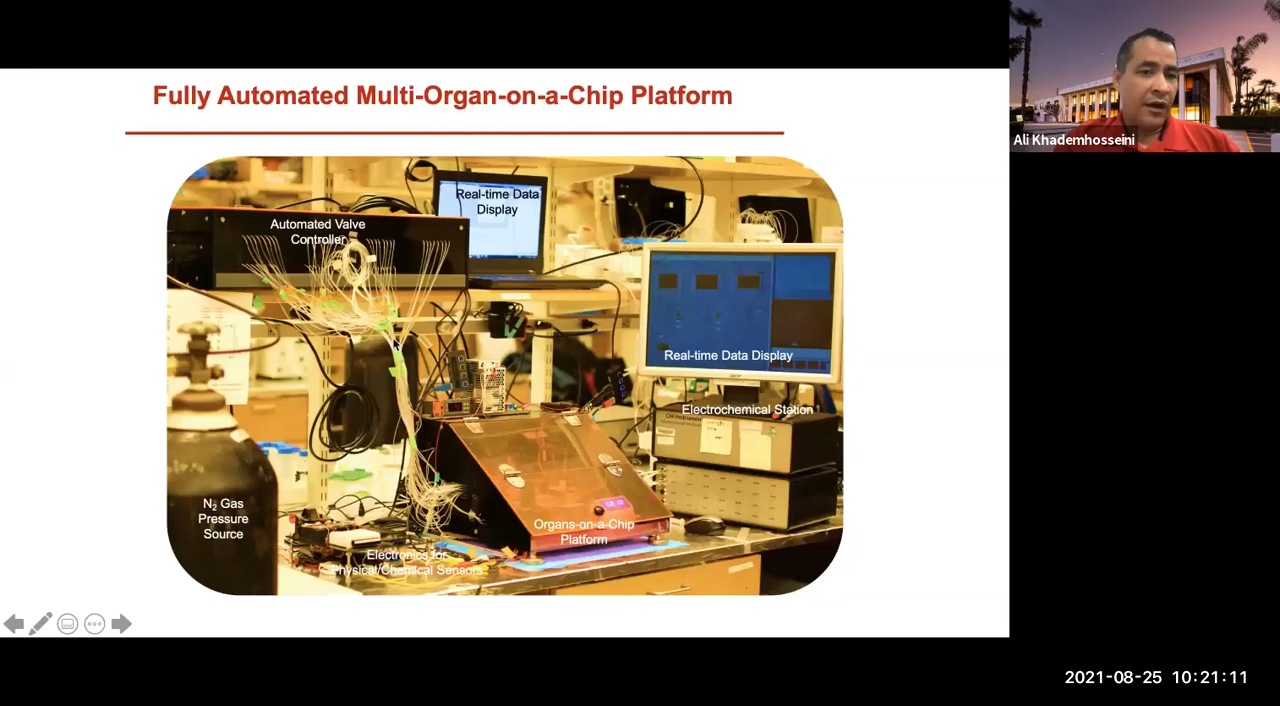 Fully Automated Multi-Organ-on-a-Chip Platform
Ali Khademhosseini
Real-time Data
Display
Automated Valve
Controller
Real-time Data Display
Electrochemical Station
N₂ Gas
Pressure
Source
Organs-on-a-Chip
Platform
Electronics for
Physical/Chemical Sensors
2021-08-25 10:21:11